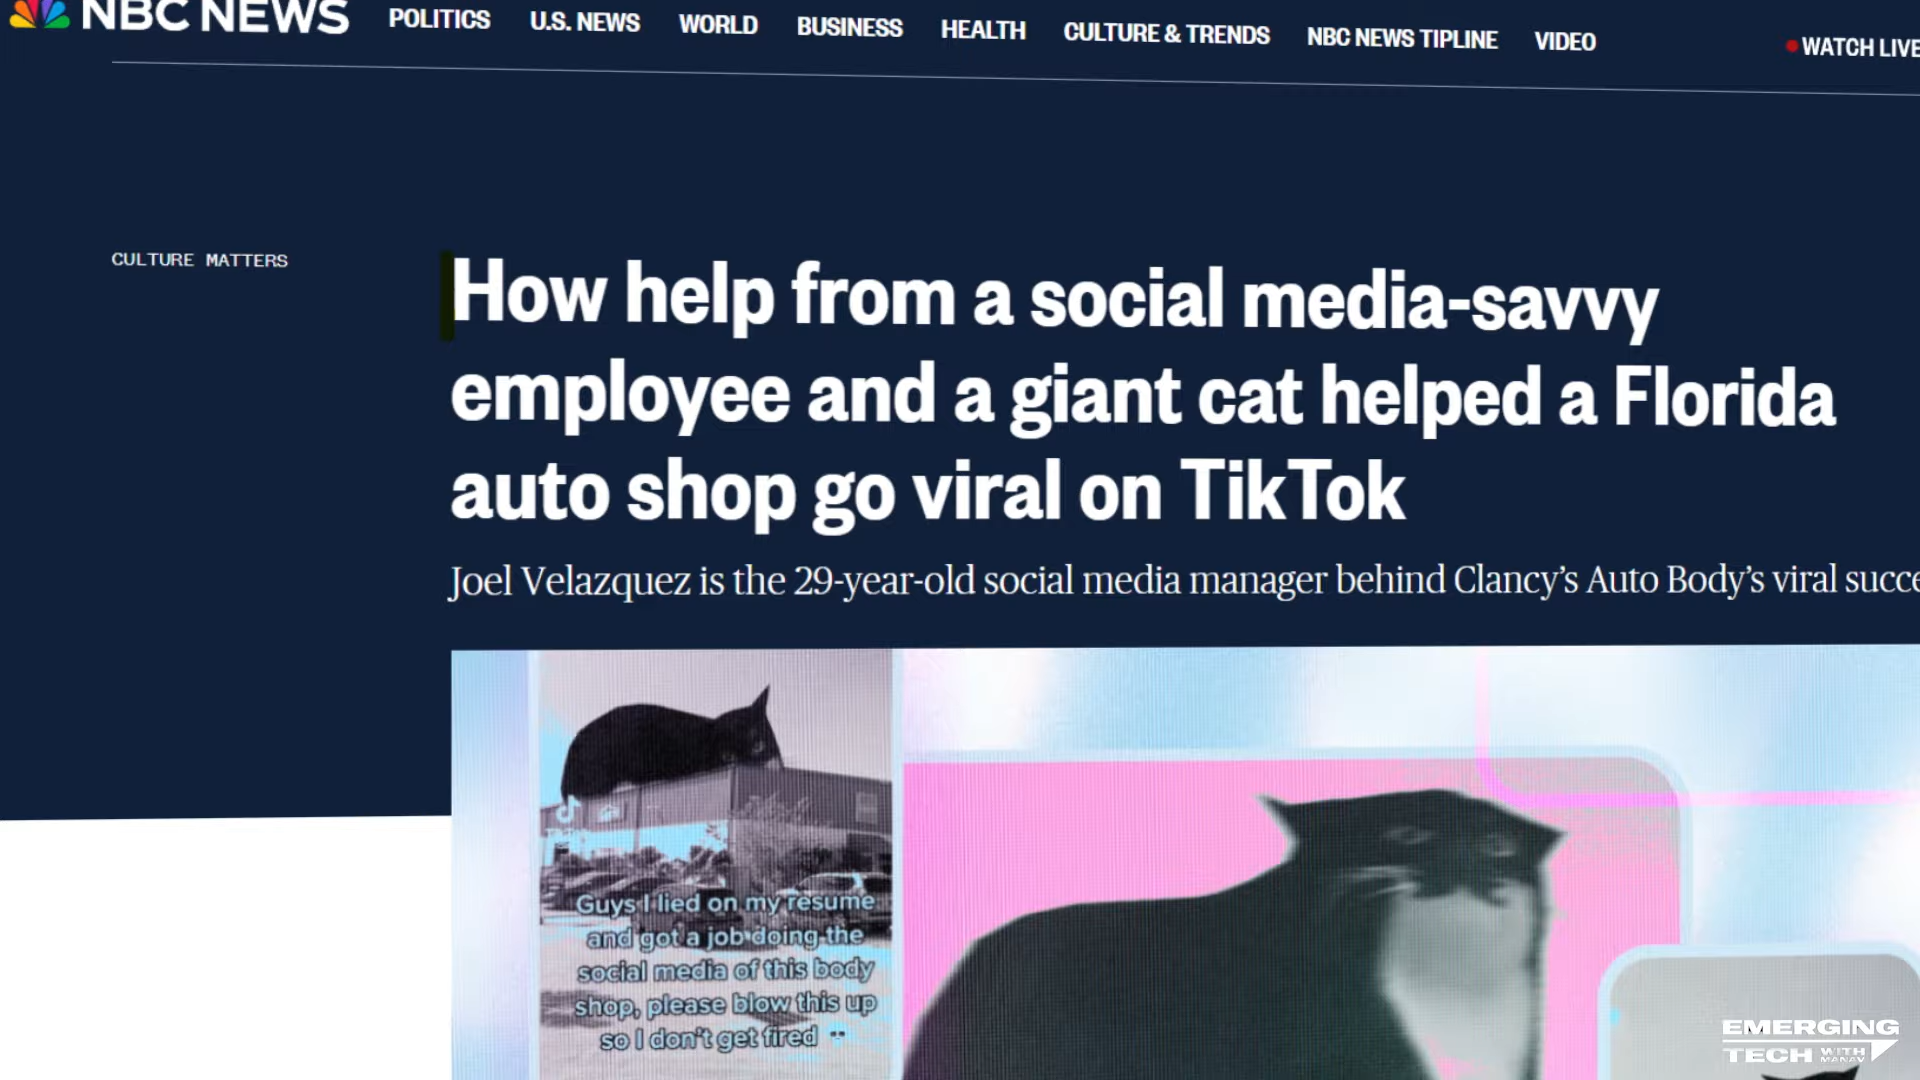 NBC NEWS
POLITICS U.S. NEWS WORLD BUSINESS HEALTH CULTURE & TRENDS NBC NEWS TIPLINE VIDEO WATCH LIVE
CULTURE MATTERS
How help from a social media-savvy
employee and a giant cat helped a Florida
auto shop go viral on TikTok
Joel Velazquez is the 29-year-old social media manager behind Clancy’s Auto Body’s viral succe
Guys I lied on my resume
and got a job doing the
social media of this body
shop, please blow this up
so I don't get fired 💀
EMERGING
TECH WITH
MANAV